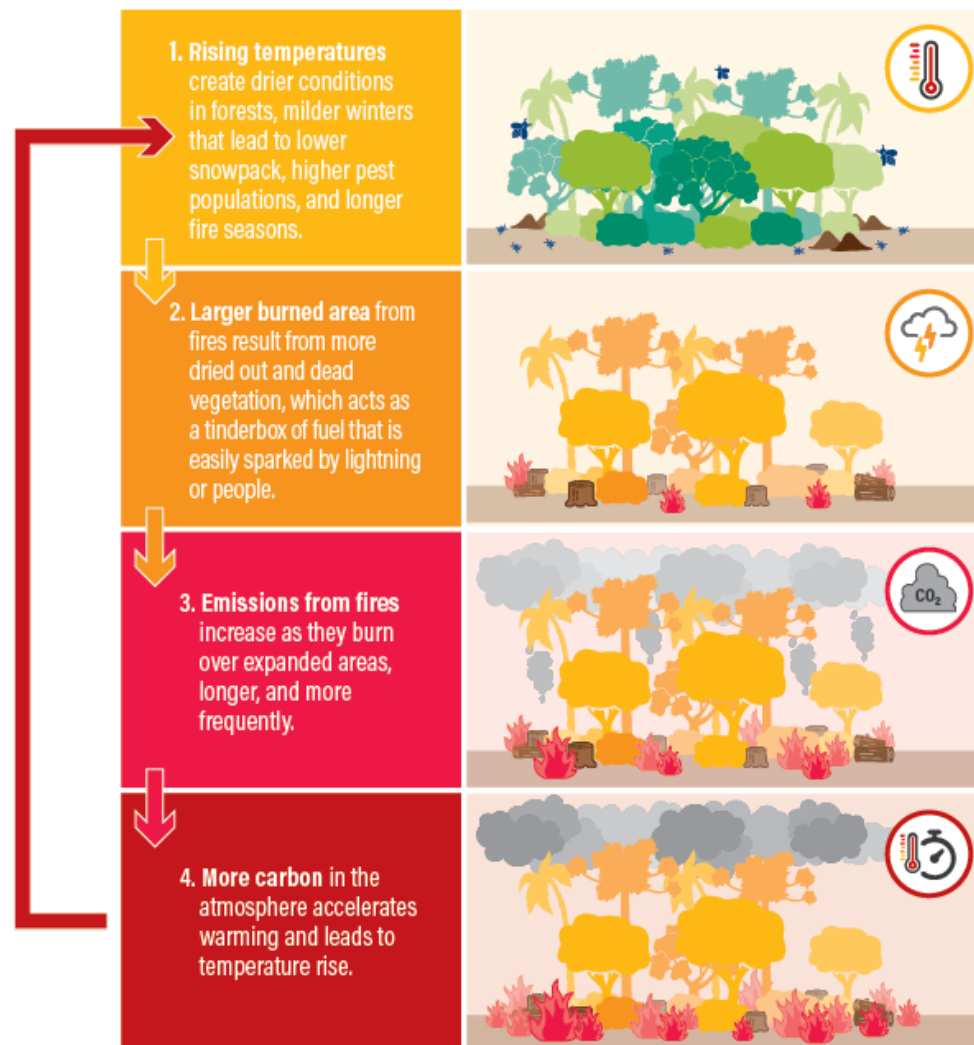 1. Rising temperatures
create drier conditions
in forests, milder winters
that lead to lower
snowpack, higher pest
populations, and longer
fire seasons.
2. Larger burned area from
fires result from more
dried out and dead
vegetation, which acts as
a tinderbox of fuel that is
easily sparked by lightning
or people.
3. Emissions from fires
increase as they burn
over expanded areas,
longer, and more
frequently.
CO₂
4. More carbon in the
atmosphere accelerates
warming and leads to
temperature rise.